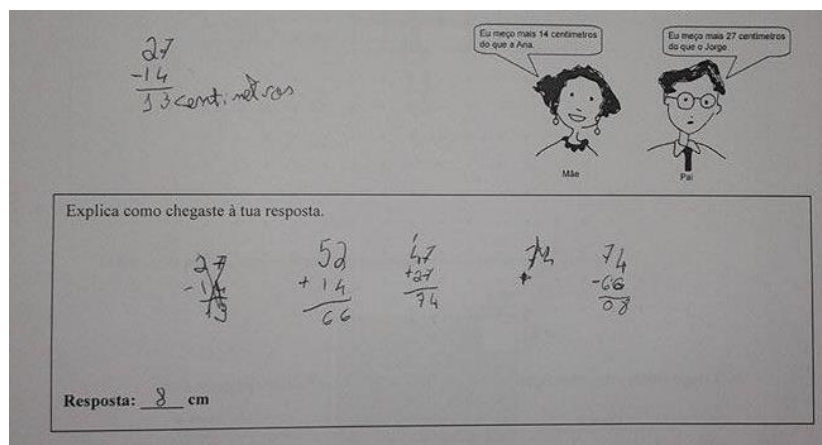 27
-14
13 centimetros
Eu meço mais 14 centímetros
do que a Ana.
Eu meço mais 27 centímetros
do que o Jorge.
Mãe
Pai
Explica como chegaste à tua resposta.
27
-14
13
52
+14
66
1
47
+27
74
74
+
74
-66
08
Resposta: 8 cm